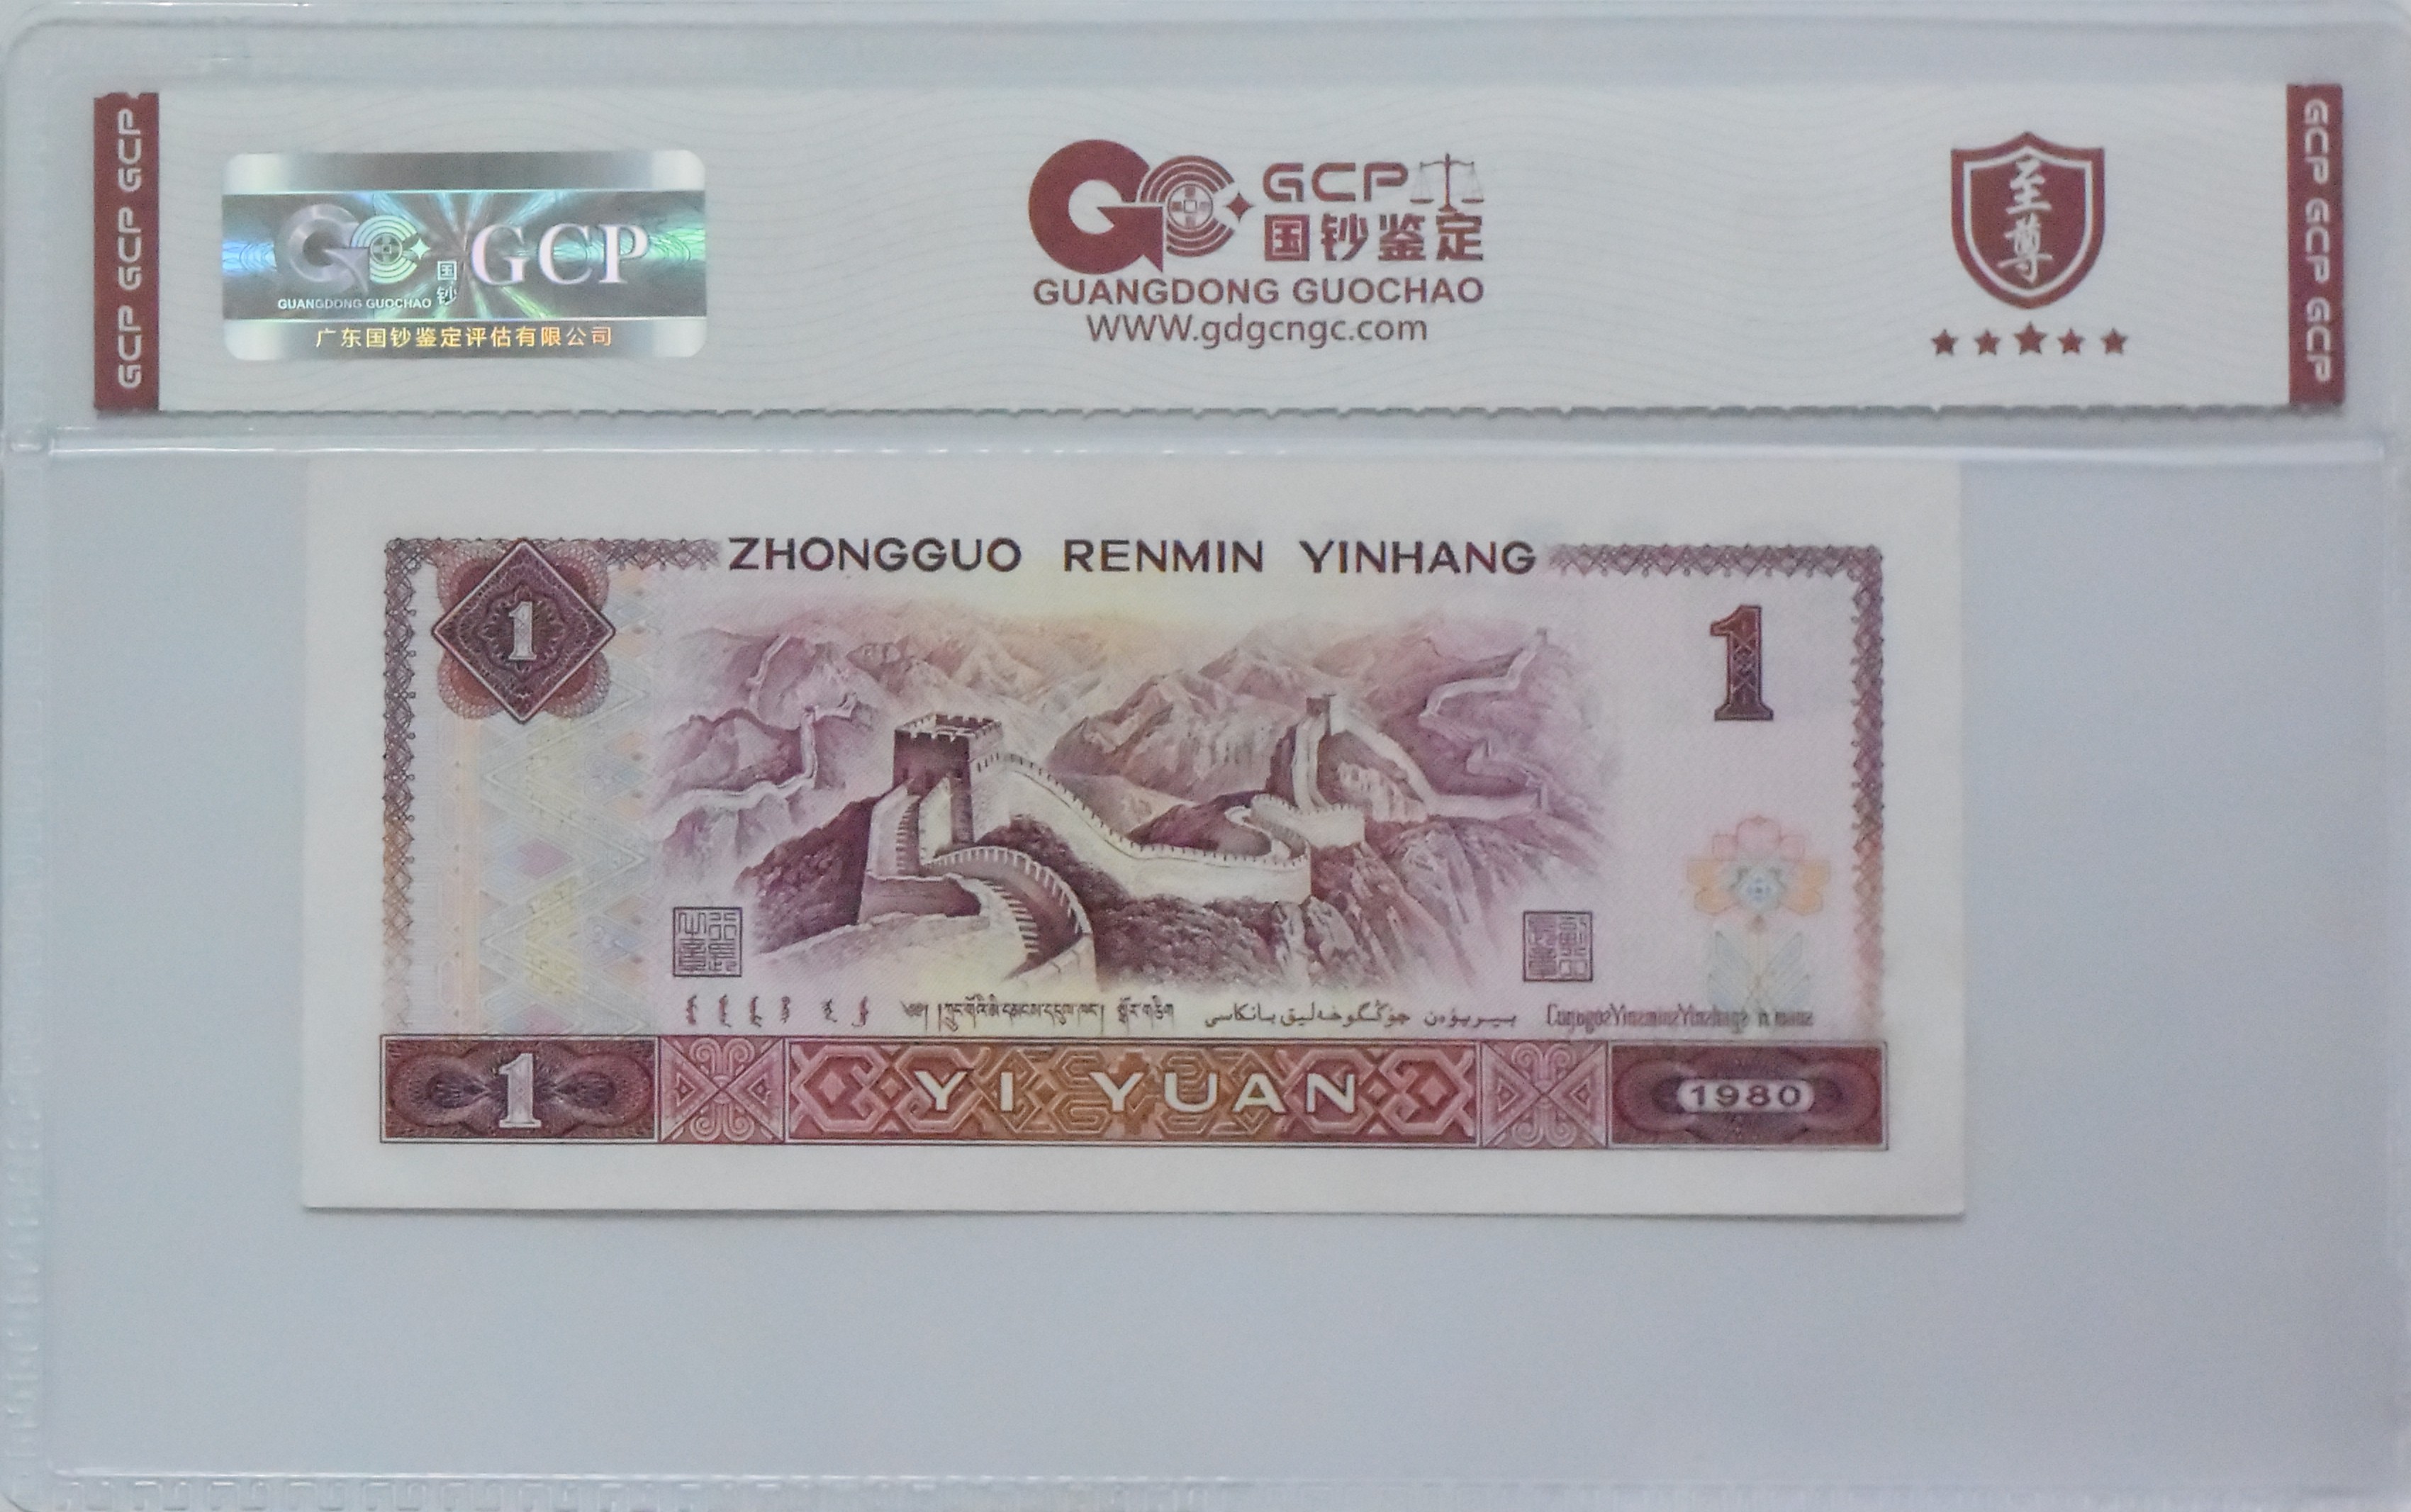 GCP GCP GCP
GCP
国钞
GUANGDONG GUOCHAO
广东国钞鉴定评估有限公司
GCP
国钞鉴定
GUANGDONG GUOCHAO
WWW.gdgcngc.com
至尊
GCP GCP GCP
ZHONGGUO RENMIN YINHANG
1
1
1
YI YUAN
1980